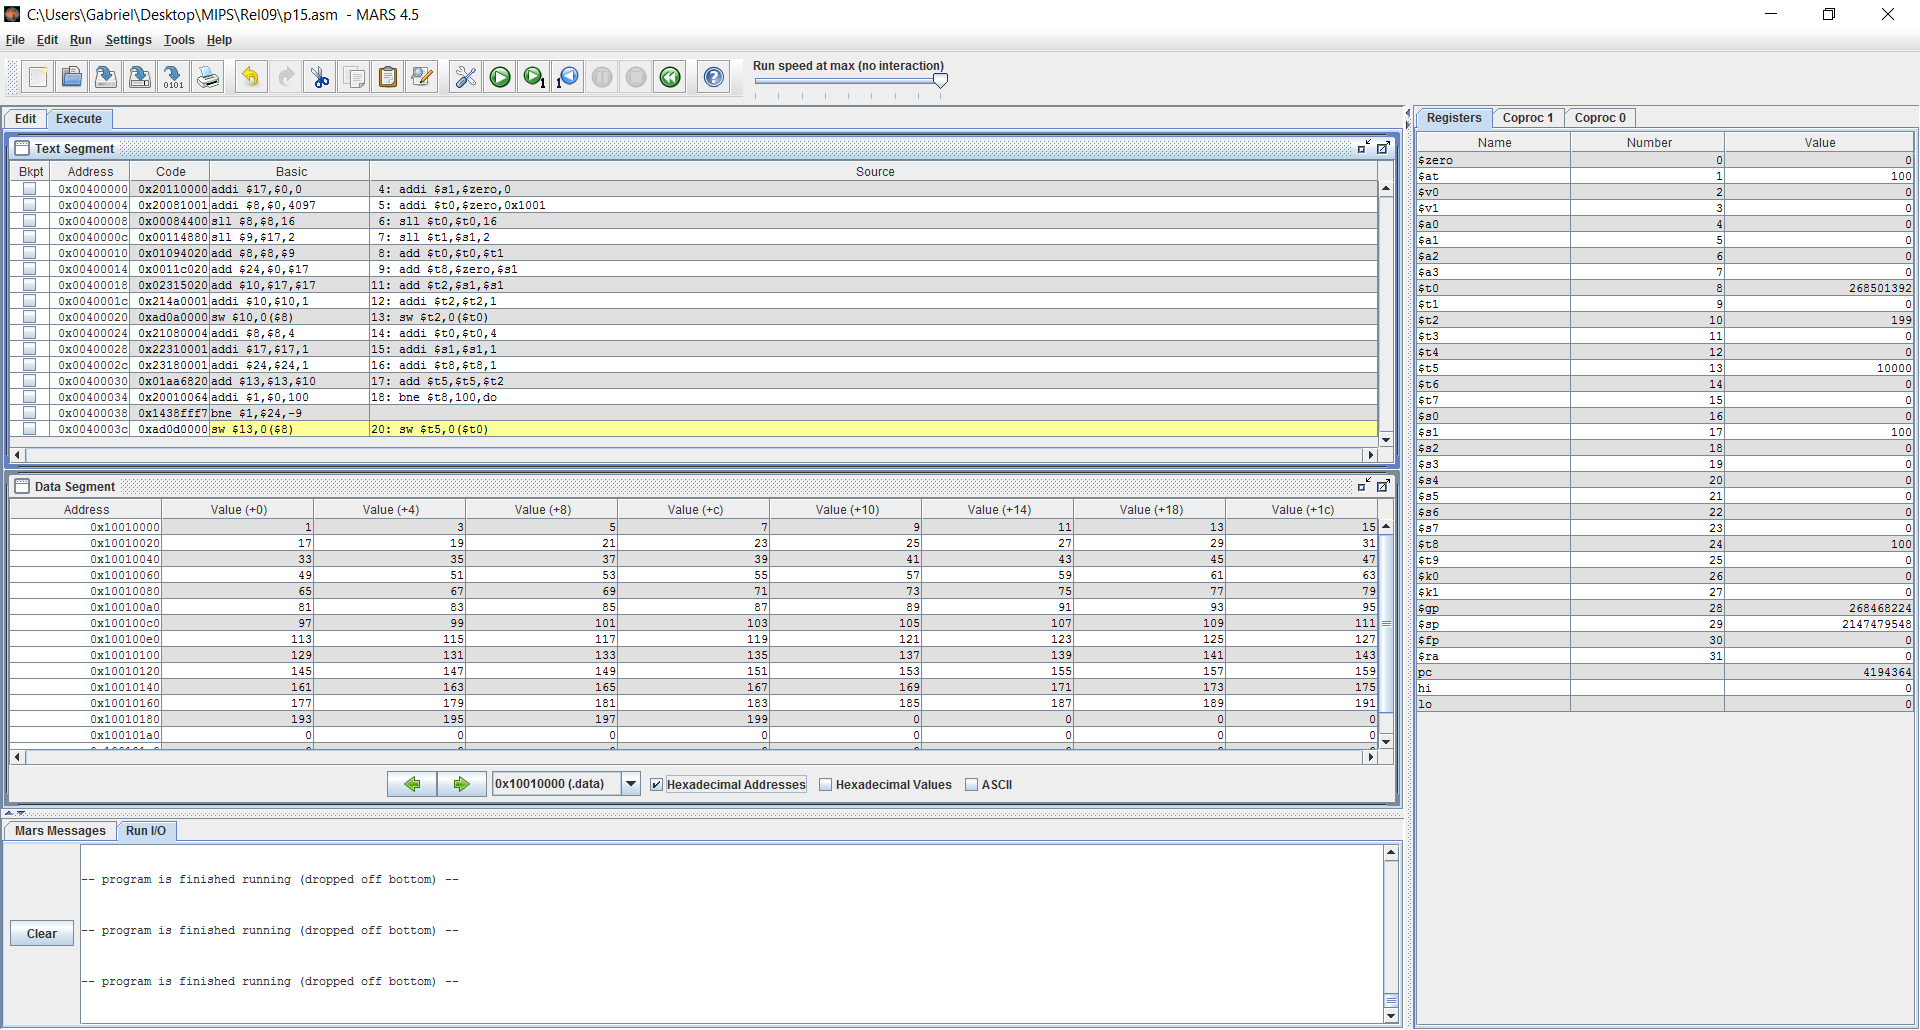 C:\Users\Gabriel\Desktop\MIPS\Rel09\p15.asm - MARS 4.5
File Edit Run Settings Tools Help
Run speed at max (no interaction)
Edit Execute
Text Segment
Bkpt Address Code Basic Source
0x00400000 0x20110000 addi $17,$0,0 4: addi $s1,$zero,0
0x00400004 0x20081001 addi $8,$0,4097 5: addi $t0,$zero,0x1001
0x00400008 0x00084400 sll $8,$8,16 6: sll $t0,$t0,16
0x0040000c 0x00114880 sll $9,$17,2 7: sll $t1,$s1,2
0x00400010 0x01094020 add $8,$8,$9 8: add $t0,$t0,$t1
0x00400014 0x0011c020 add $24,$0,$17 9: add $t8,$zero,$s1
0x00400018 0x02315020 add $10,$17,$17 11: add $t2,$s1,$s1
0x0040001c 0x214a0001 addi $10,$10,1 12: addi $t2,$t2,1
0x00400020 0xad0a0000 sw $10,0($8) 13: sw $t2,0($t0)
0x00400024 0x21080004 addi $8,$8,4 14: addi $t0,$t0,4
0x00400028 0x22310001 addi $17,$17,1 15: addi $s1,$s1,1
0x0040002c 0x23180001 addi $24,$24,1 16: addi $t8,$t8,1
0x00400030 0x01aa6820 add $13,$13,$10 17: add $t5,$t5,$t2
0x00400034 0x20010064 addi $1,$0,100 18: bne $t8,100,do
0x00400038 0x1438fff7 bne $1,$24,-9
0x0040003c 0xad0d0000 sw $13,0($8) 20: sw $t5,0($t0)
Data Segment
Address Value (+0) Value (+4) Value (+8) Value (+c) Value (+10) Value (+14) Value (+18) Value (+1c)
0x10010000 1 3 5 7 9 11 13 15
0x10010020 17 19 21 23 25 27 29 31
0x10010040 33 35 37 39 41 43 45 47
0x10010060 49 51 53 55 57 59 61 63
0x10010080 65 67 69 71 73 75 77 79
0x100100a0 81 83 85 87 89 91 93 95
0x100100c0 97 99 101 103 105 107 109 111
0x100100e0 113 115 117 119 121 123 125 127
0x10010100 129 131 133 135 137 139 141 143
0x10010120 145 147 149 151 153 155 157 159
0x10010140 161 163 165 167 169 171 173 175
0x10010160 177 179 181 183 185 187 189 191
0x10010180 193 195 197 199 0 0 0 0
0x100101a0 0 0 0 0 0 0 0 0
0x10010000 (.data) Hexadecimal Addresses Hexadecimal Values ASCII
Mars Messages Run I/O
-- program is finished running (dropped off bottom) --
-- program is finished running (dropped off bottom) --
Clear
-- program is finished running (dropped off bottom) --
Registers Coproc 1 Coproc 0
Name Number Value
$zero 0 0
$at 1 100
$v0 2 0
$v1 3 0
$a0 4 0
$a1 5 0
$a2 6 0
$a3 7 0
$t0 8 268501392
$t1 9 0
$t2 10 199
$t3 11 0
$t4 12 0
$t5 13 10000
$t6 14 0
$t7 15 0
$s0 16 0
$s1 17 100
$s2 18 0
$s3 19 0
$s4 20 0
$s5 21 0
$s6 22 0
$s7 23 0
$t8 24 100
$t9 25 0
$k0 26 0
$k1 27 0
$gp 28 268468224
$sp 29 2147479548
$fp 30 0
$ra 31 0
pc 4194364
hi 0
lo 0